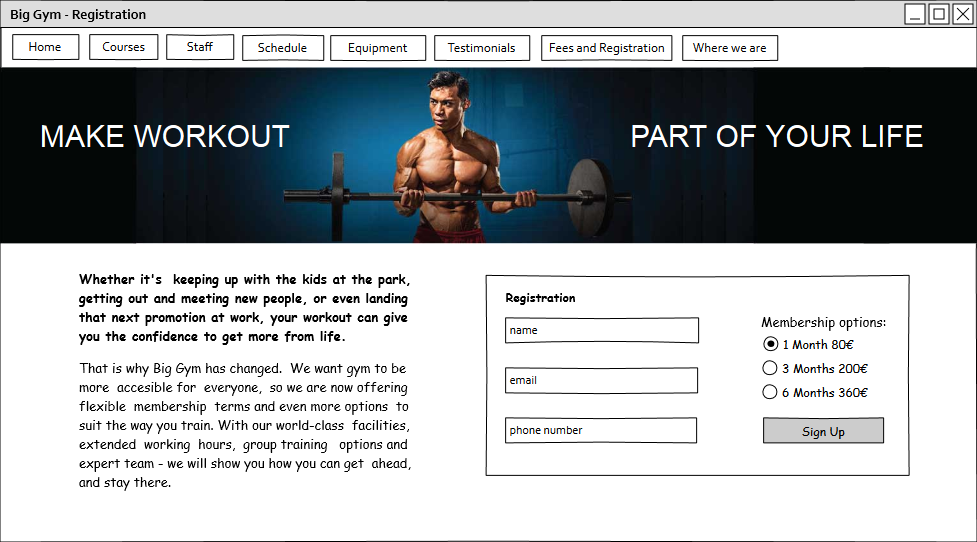 Big Gym - Registration
Home Courses Staff Schedule Equipment Testimonials Fees and Registration Where we are
MAKE WORKOUT PART OF YOUR LIFE
Whether it's keeping up with the kids at the park,
getting out and meeting new people, or even landing
that next promotion at work, your workout can give
you the confidence to get more from life.
That is why Big Gym has changed. We want gym to be
more accesible for everyone, so we are now offering
flexible membership terms and even more options to
suit the way you train. With our world-class facilities,
extended working hours, group training options and
expert team - we will show you how you can get ahead,
and stay there.
Registration
name
email
phone number
Membership options:
1 Month 80€
3 Months 200€
6 Months 360€
Sign Up